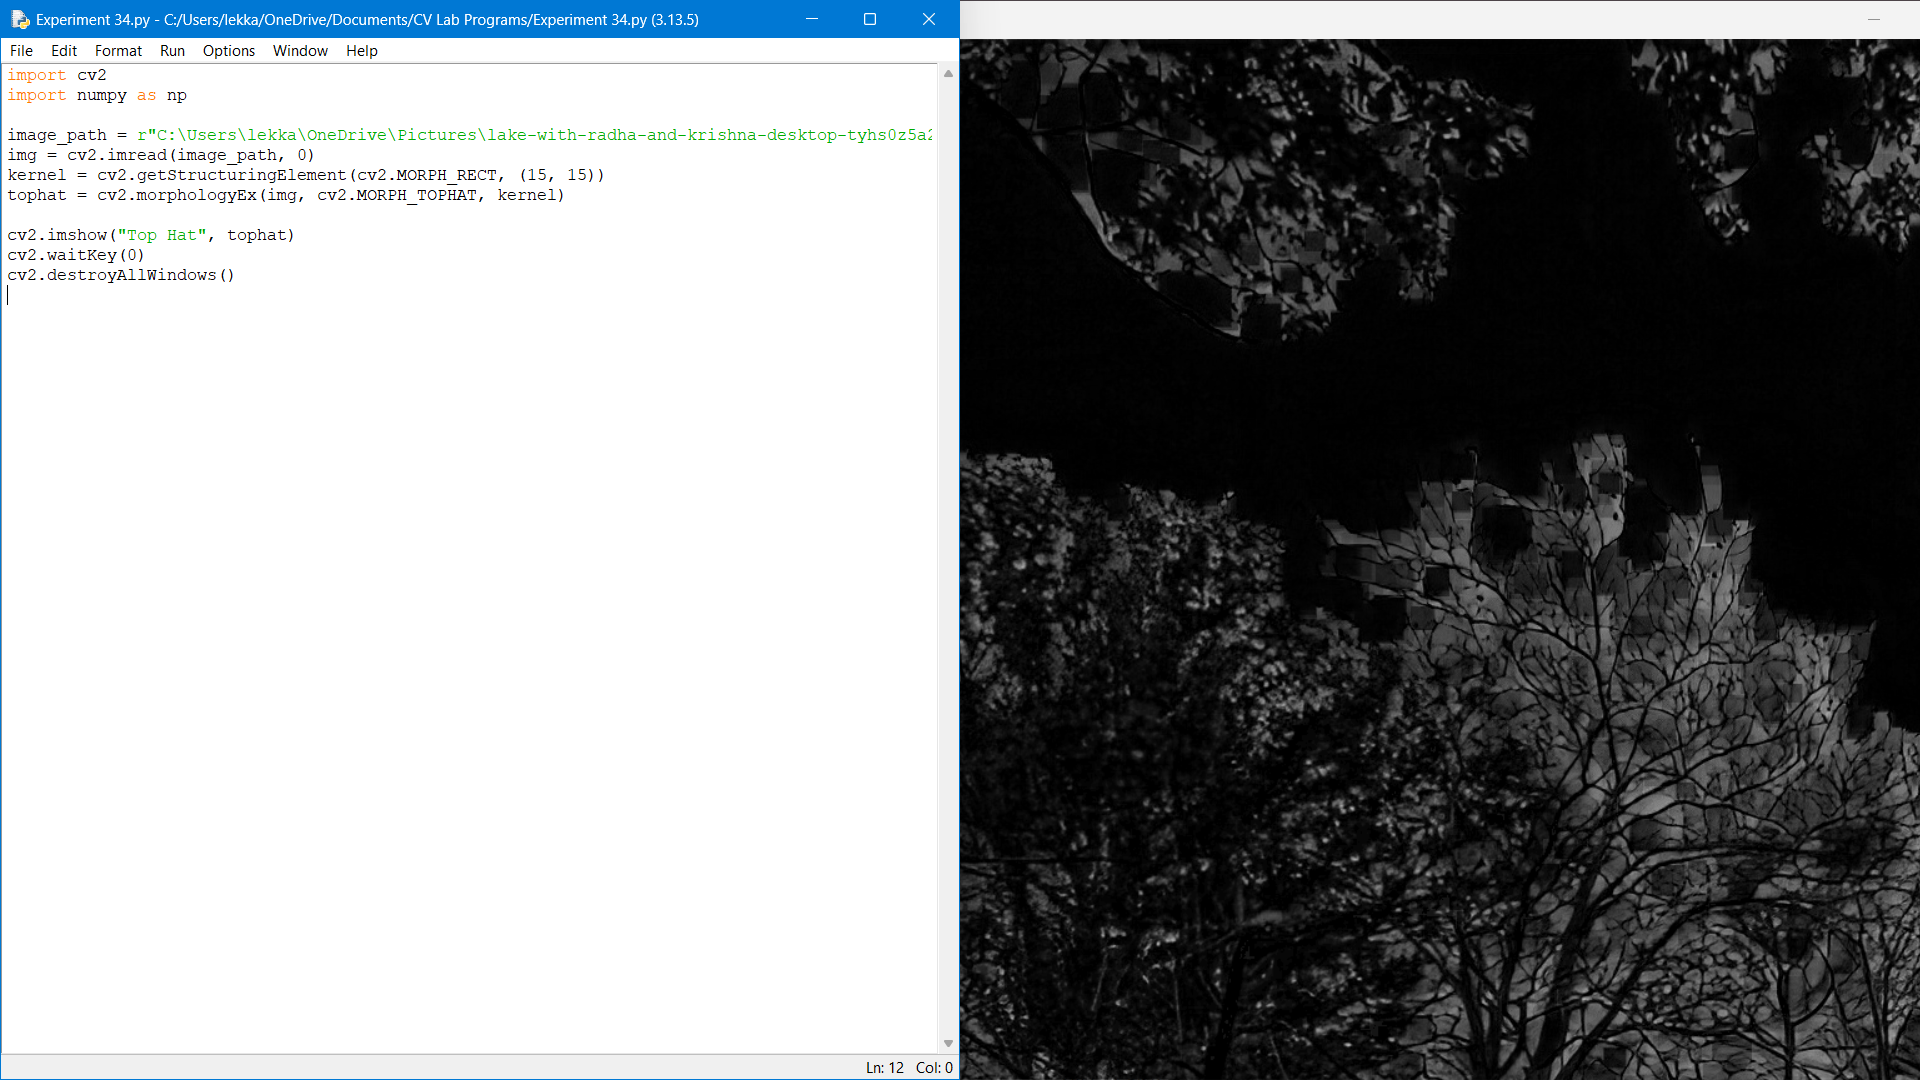 Experiment 34.py - C:/Users/lekka/OneDrive/Documents/CV Lab Programs/Experiment 34.py (3.13.5)
File Edit Format Run Options Window Help
import cv2
import numpy as np
image_path = r"C:\Users\lekka\OneDrive\Pictures\lake-with-radha-and-krishna-desktop-tyhs0z5a2
img = cv2.imread(image_path, 0)
kernel = cv2.getStructuringElement(cv2.MORPH_RECT, (15, 15))
tophat = cv2.morphologyEx(img, cv2.MORPH_TOPHAT, kernel)
cv2.imshow("Top Hat", tophat)
cv2.waitKey(0)
cv2.destroyAllWindows()
Ln: 12 Col: 0